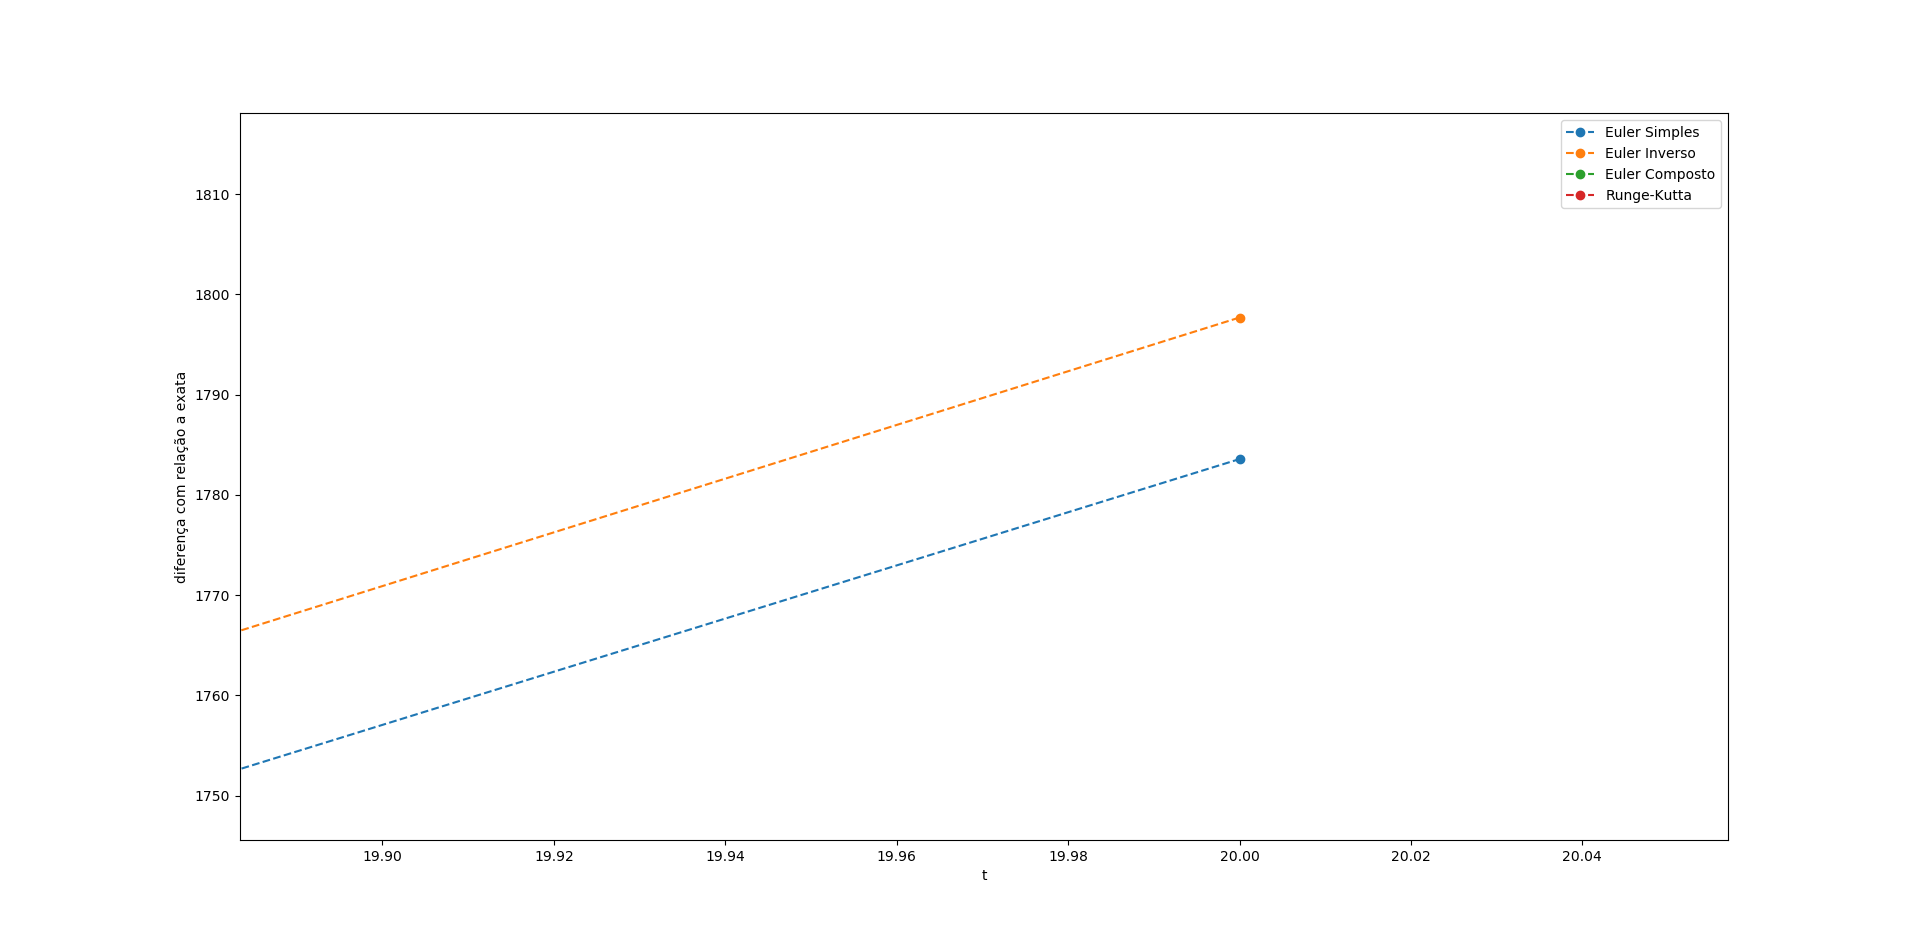 Euler Simples
Euler Inverso
Euler Composto
Runge-Kutta
1810
1800
1790
1780
1770
1760
1750
diferença com relação a exata
19.90 19.92 19.94 19.96 19.98 20.00 20.02 20.04
t